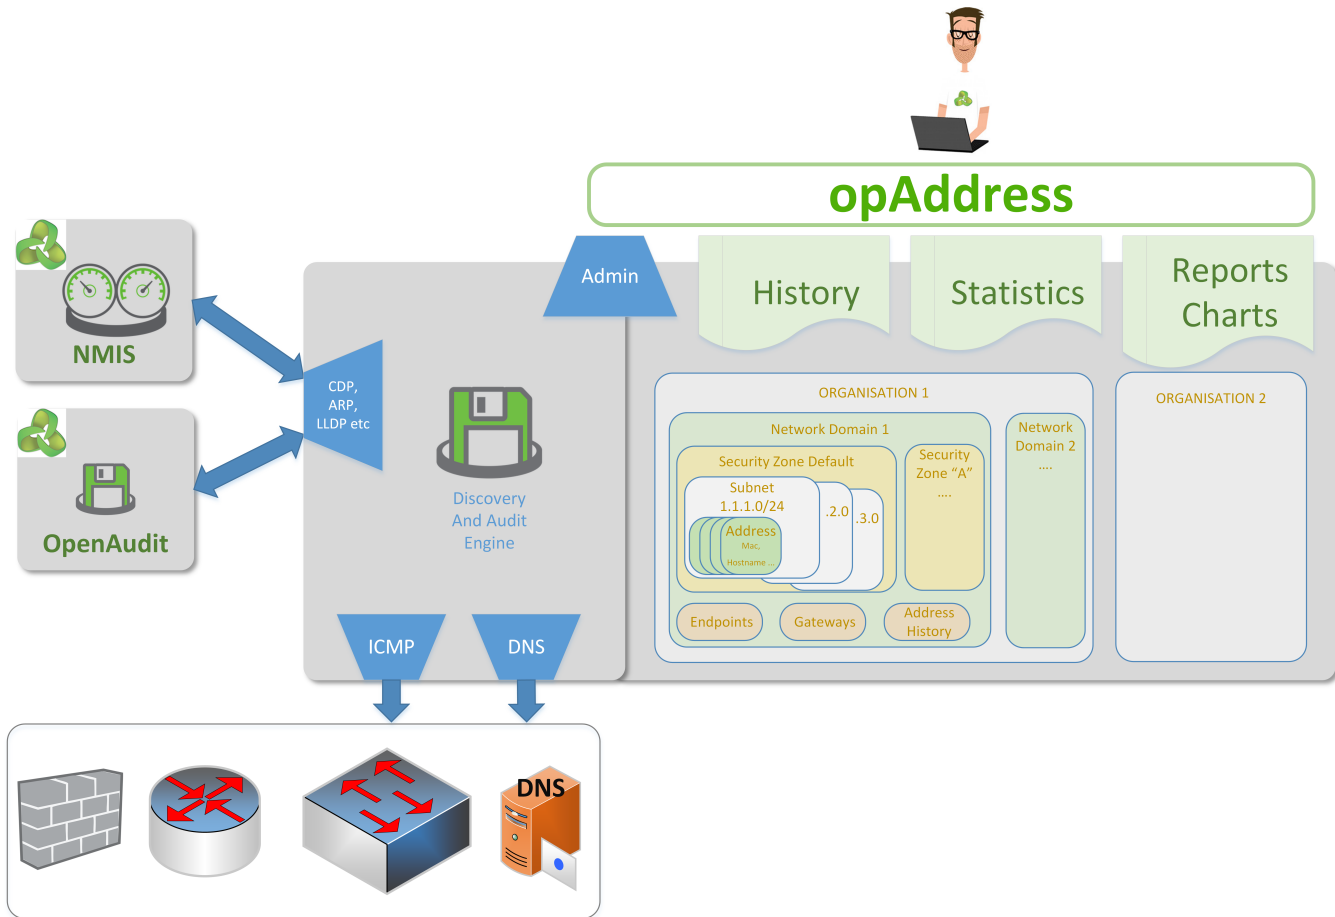 opAddress
Admin
History
Statistics
Reports
Charts
NMIS
OpenAudit
CDP,
ARP,
LLDP etc
Discovery
And Audit
Engine
ICMP
DNS
ORGANISATION 1
Network Domain 1
Security Zone Default
Subnet
1.1.1.0/24
.2.0
.3.0
Address
Mac,
Hostname ...
Security
Zone “A”
....
Endpoints
Gateways
Address
History
Network
Domain 2
....
ORGANISATION 2
DNS